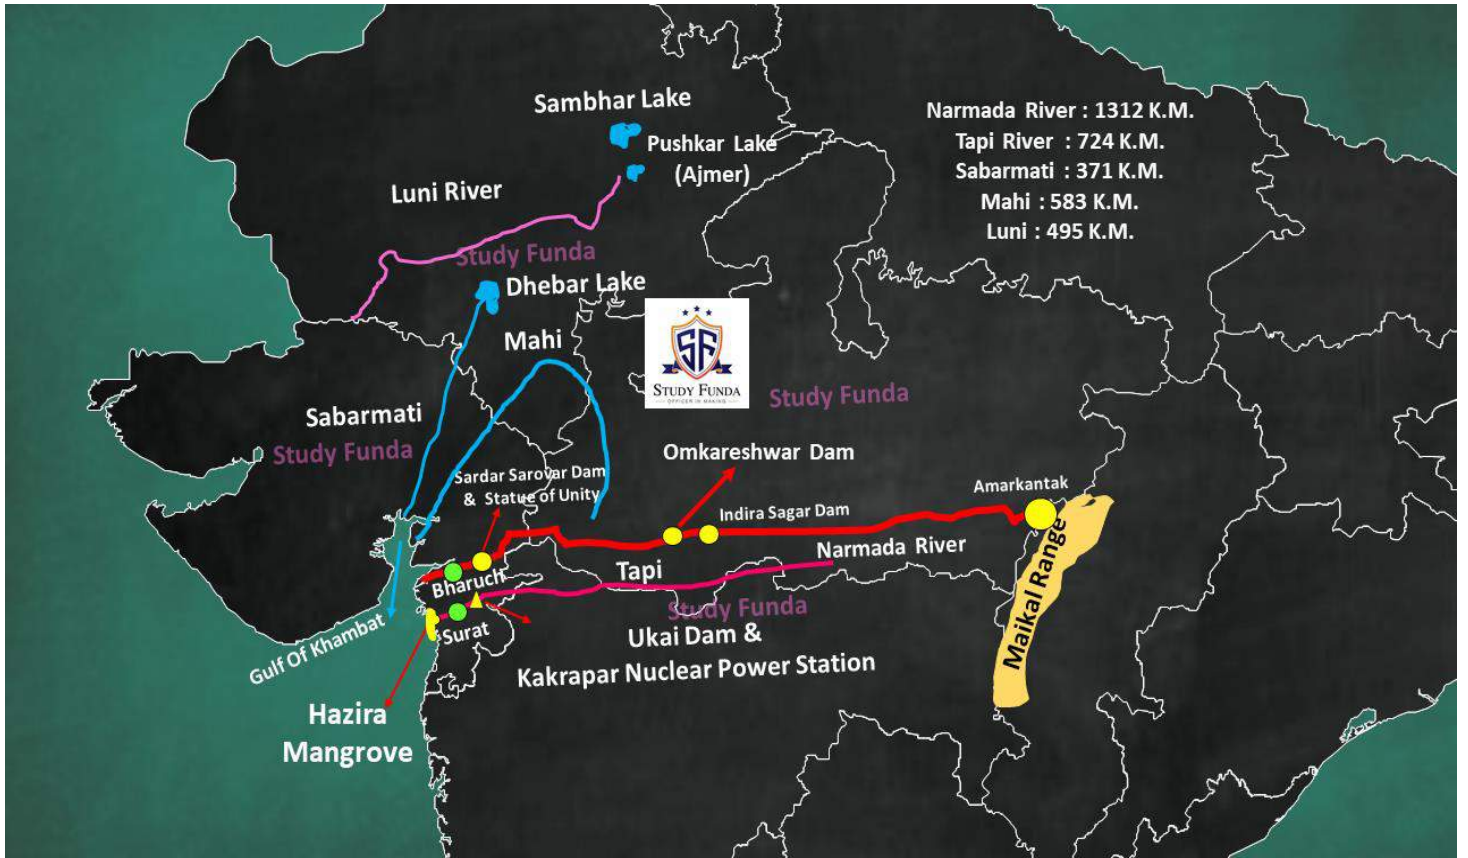 Sambhar Lake
Pushkar Lake
(Ajmer)
Narmada River : 1312 K.M.
Tapi River : 724 K.M.
Sabarmati : 371 K.M.
Mahi : 583 K.M.
Luni : 495 K.M.
Luni River
Study Funda
Dhebar Lake
Mahi
SF
STUDY FUNDA
OFFICER IN MAKING
Study Funda
Sabarmati
Study Funda
Omkareshwar Dam
Sardar Sarovar Dam
& Statue of Unity
Amarkantak
Indira Sagar Dam
Narmada River
Tapi
Bharuch
Study Funda
Maikal Range
Surat
Ukai Dam &
Kakrapar Nuclear Power Station
Gulf Of Khambat
Hazira
Mangrove